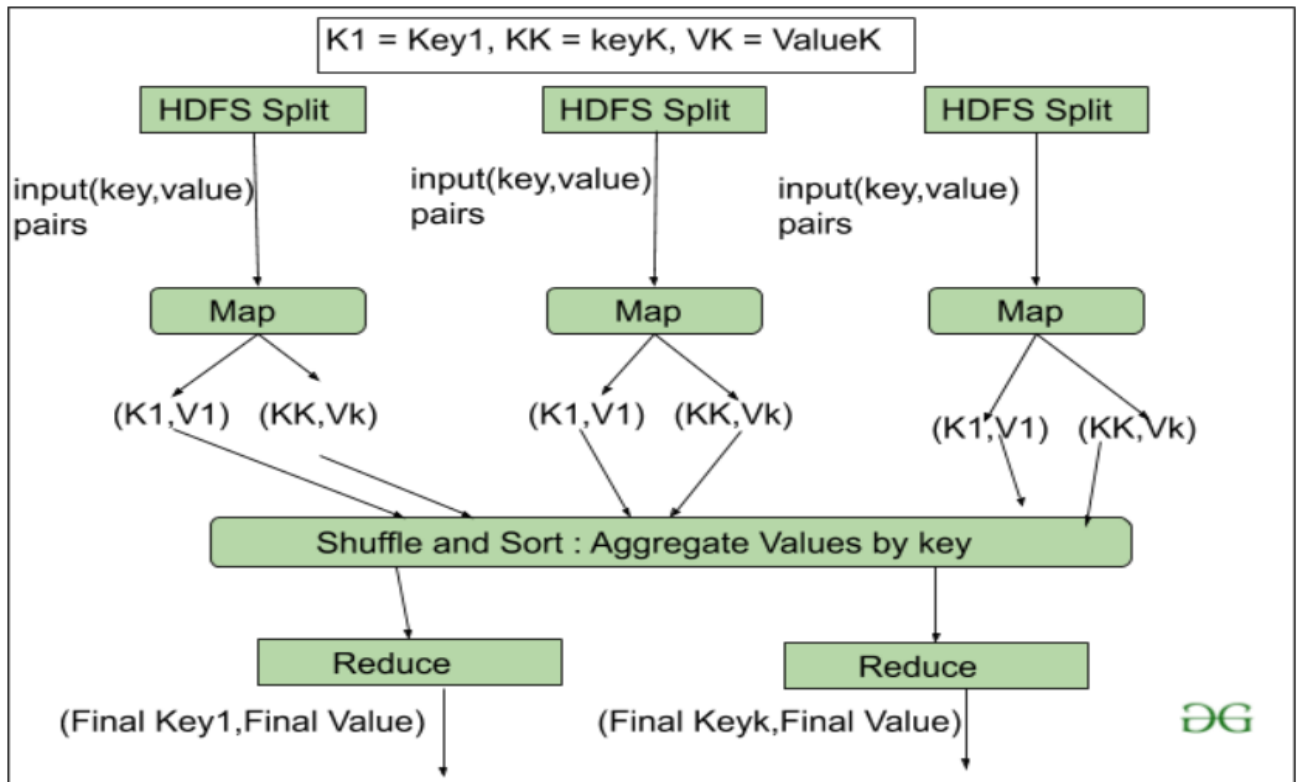 K1 = Key1, KK = keyK, VK = ValueK
HDFS Split
HDFS Split
HDFS Split
input(key,value)
pairs
input(key,value)
pairs
input(key,value)
pairs
Map
Map
Map
(K1,V1)
(KK,Vk)
(K1,V1)
(KK,Vk)
(K1,V1)
(KK,Vk)
Shuffle and Sort : Aggregate Values by key
Reduce
Reduce
(Final Key1,Final Value)
(Final Keyk,Final Value)